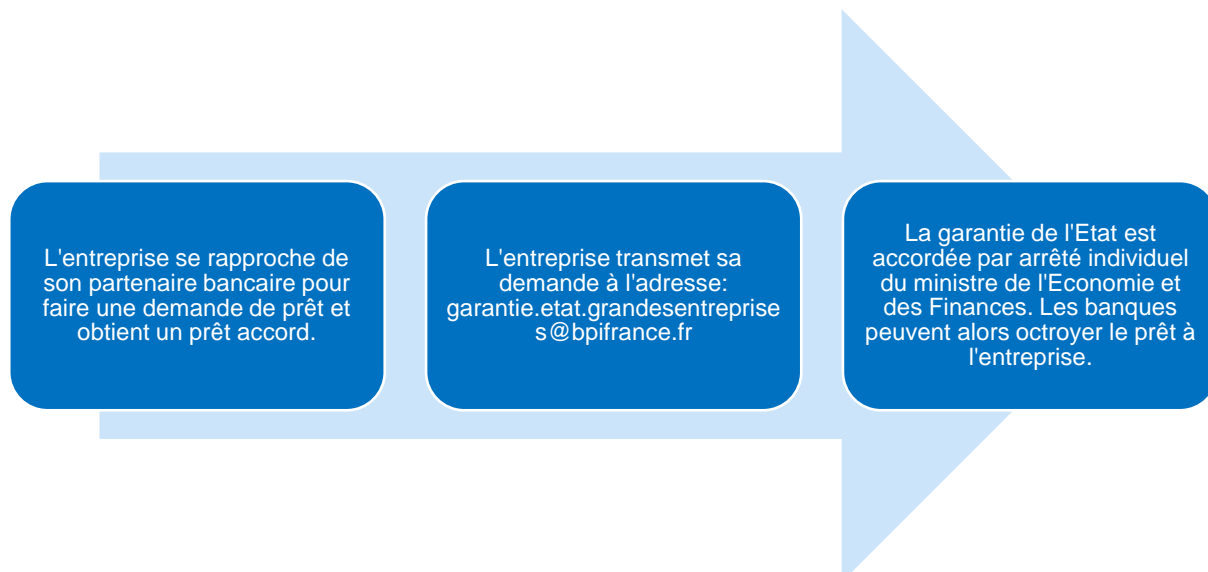 L'entreprise se rapproche de
son partenaire bancaire pour
faire une demande de prêt et
obtient un prêt accord.
L'entreprise transmet sa
demande à l'adresse:
garantie.etat.grandesentreprise
s@bpifrance.fr
La garantie de l'Etat est
accordée par arrêté individuel
du ministre de l'Economie et
des Finances. Les banques
peuvent alors octroyer le prêt à
l'entreprise.